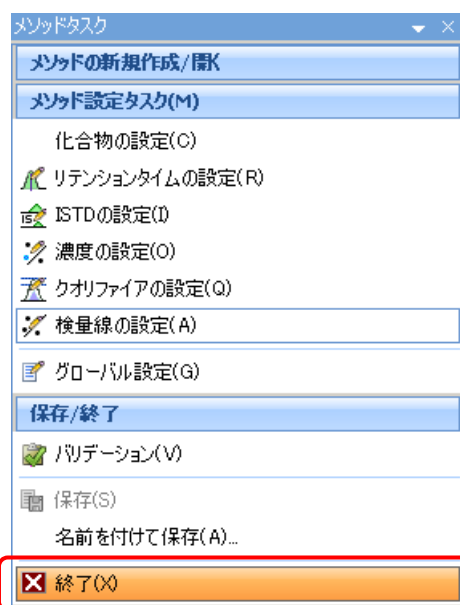 メソッドタスク
メソッドの新規作成/開く
メソッド設定タスク(M)
化合物の設定(C)
リテンションタイムの設定(R)
ISTDの設定(I)
濃度の設定(O)
クオリファイアの設定(Q)
検量線の設定(A)
グローバル設定(G)
保存/終了
バリデーション(V)
保存(S)
名前を付けて保存(A)...
終了(X)